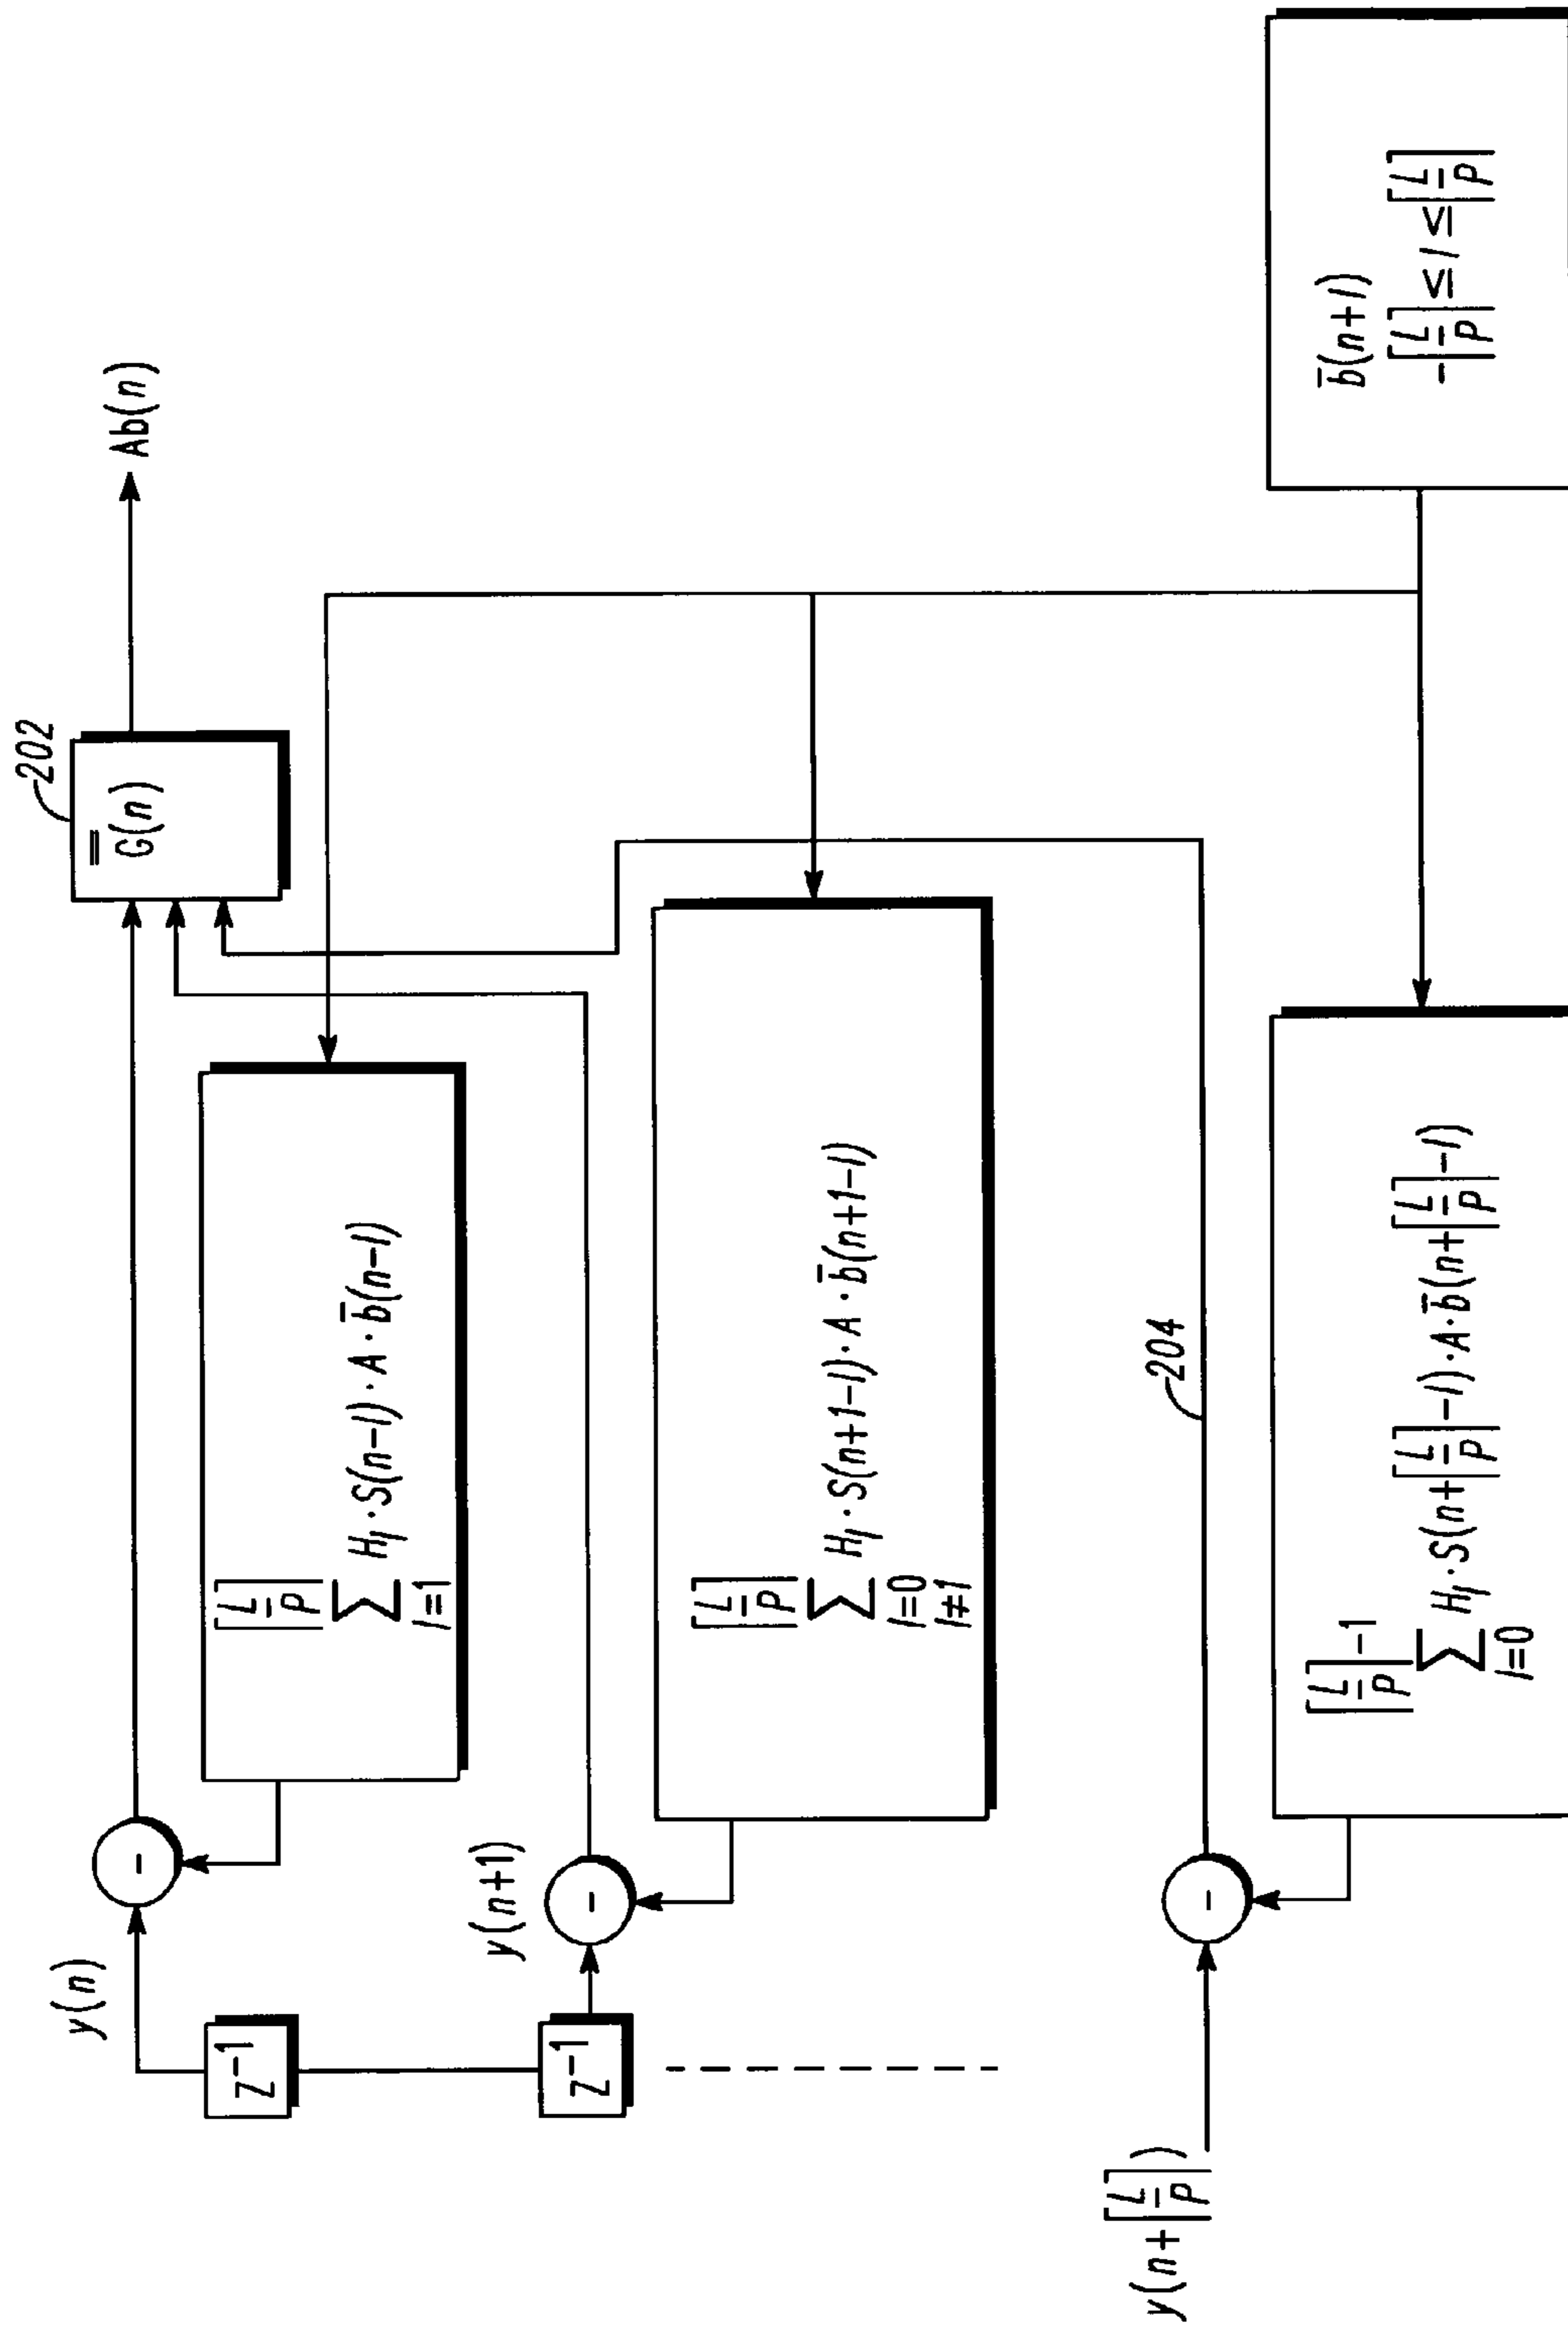 y(n)
Z⁻¹
y(n+1)
Z⁻¹
y(n+⌈L/P⌉)
202
G̿(n)
Ab(n)
⌈L/P⌉
∑ H_l · S(n−l) · A · b̄(n−l)
l=1
⌈L/P⌉
∑ H_l · S(n+1−l) · A · b̄(n+1−l)
l=0
l≠1
204
⌈L/P⌉−1
∑ H_l · S(n+⌈L/P⌉−l) · A · b̄(n+⌈L/P⌉−l)
l=0
b̄(n+l)
−⌈L/P⌉ ≤ l ≤ ⌈L/P⌉
−
−
−